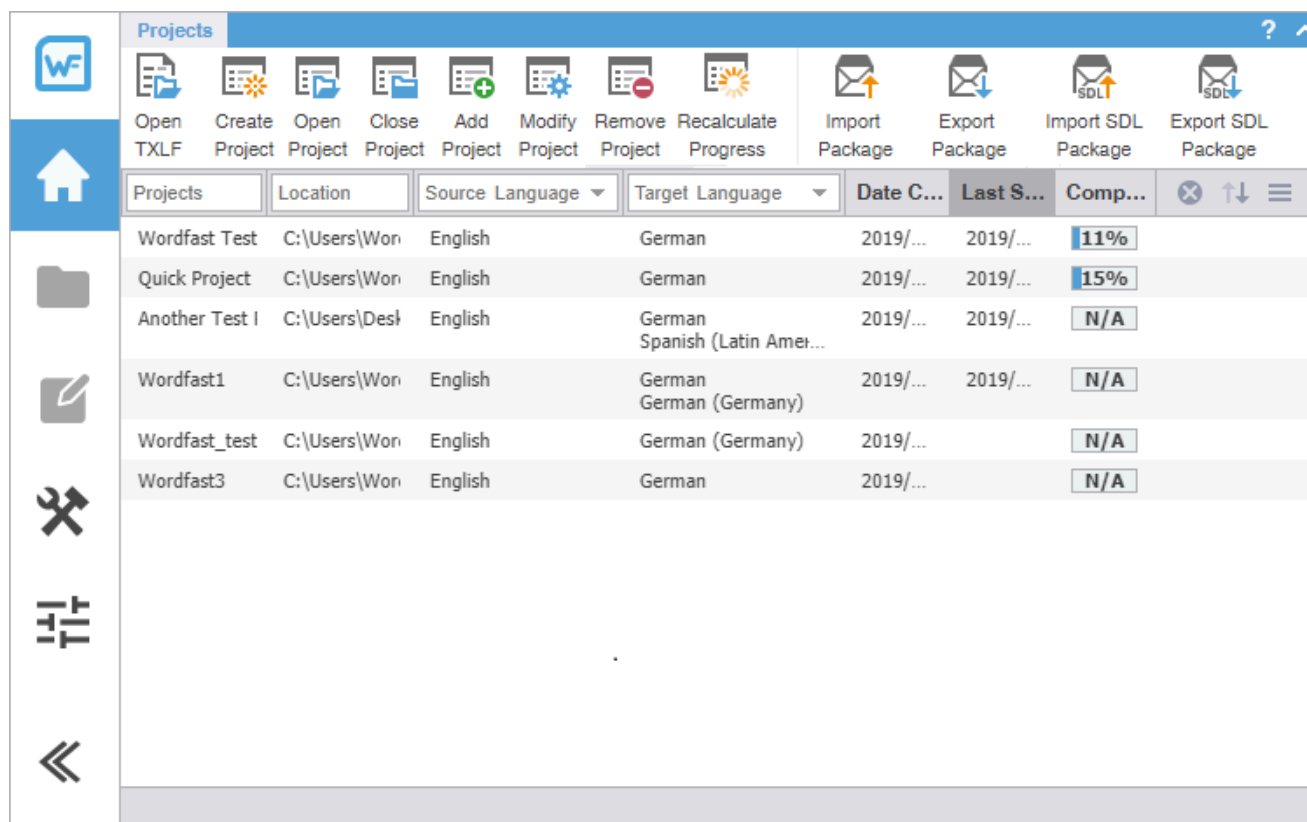 Projects
?
WF
Open TXLF
Create Project
Open Project
Close Project
Add Project
Modify Project
Remove Project
Recalculate Progress
Import Package
Export Package
SDL
Import SDL Package
SDL
Export SDL Package
Projects Location Source Language Target Language Date C... Last S... Comp...
Wordfast Test C:\Users\Wor English German 2019/... 2019/... 11%
Quick Project C:\Users\Wor English German 2019/... 2019/... 15%
Another Test C:\Users\Desk English German 2019/... 2019/... N/A
Spanish (Latin Amer...
Wordfast1 C:\Users\Wor English German 2019/... 2019/... N/A
German (Germany)
Wordfast_test C:\Users\Wor English German (Germany) 2019/... N/A
Wordfast3 C:\Users\Wor English German 2019/... N/A